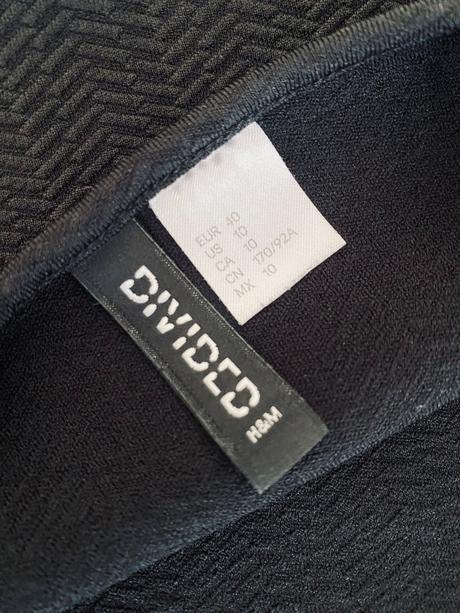 EUR 40
US 10
CA 10
CN 170/92A
MX 10
DIVIDED
H&M